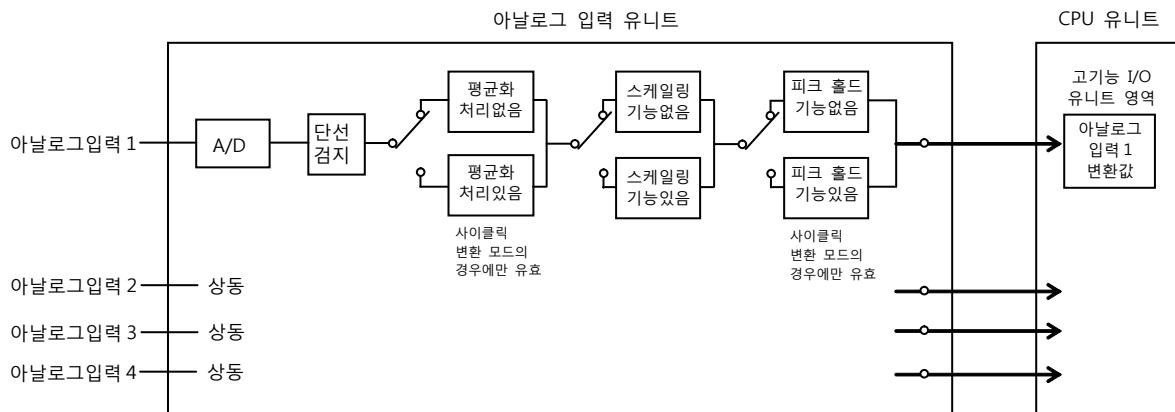 아날로그 입력 유니트
CPU 유니트
고기능 I/O
유니트 영역
아날로그입력 1
A/D
단선
검지
평균화
처리없음
평균화
처리있음
사이클릭
변환 모드의
경우에만 유효
스케일링
기능없음
스케일링
기능있음
피크 홀드
기능없음
피크 홀드
기능있음
사이클릭
변환 모드의
경우에만 유효
아날로그
입력 1
변환값
아날로그입력 2
상동
아날로그입력 3
상동
아날로그입력 4
상동